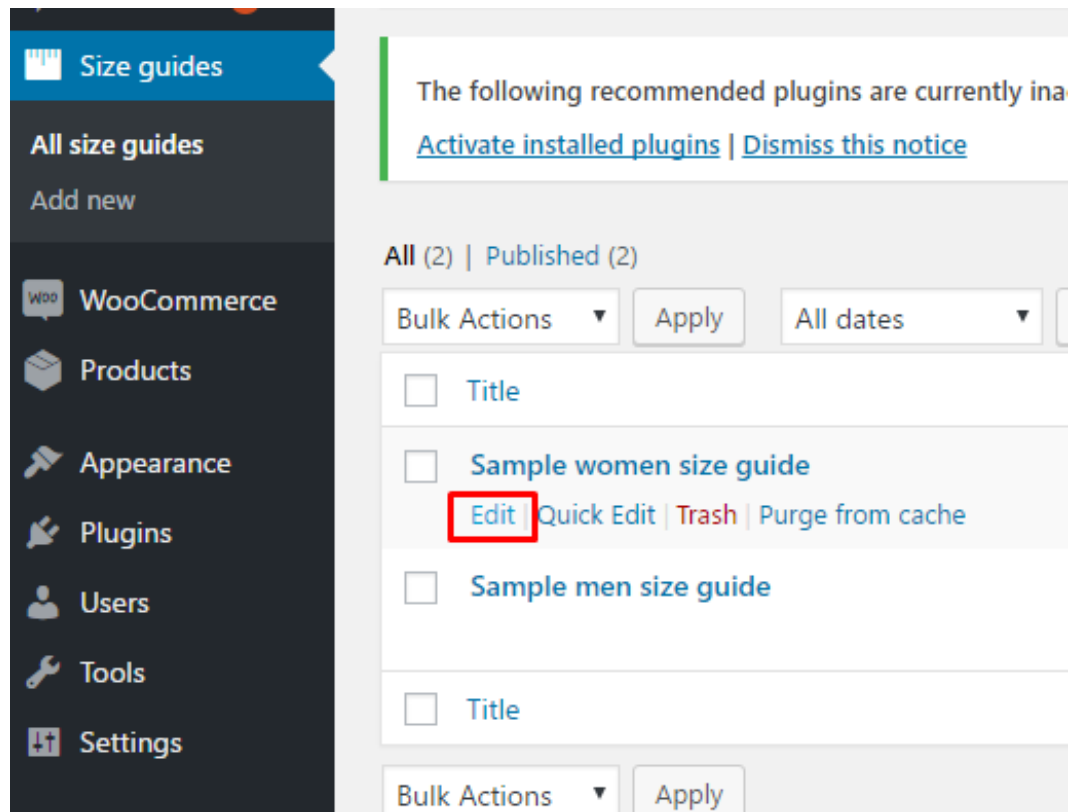 Size guides
All size guides
Add new
WooCommerce
Products
Appearance
Plugins
Users
Tools
Settings
The following recommended plugins are currently ina
Activate installed plugins | Dismiss this notice
All (2) | Published (2)
Bulk Actions Apply All dates
Title
Sample women size guide
Edit | Quick Edit | Trash | Purge from cache
Sample men size guide
Title
Bulk Actions Apply